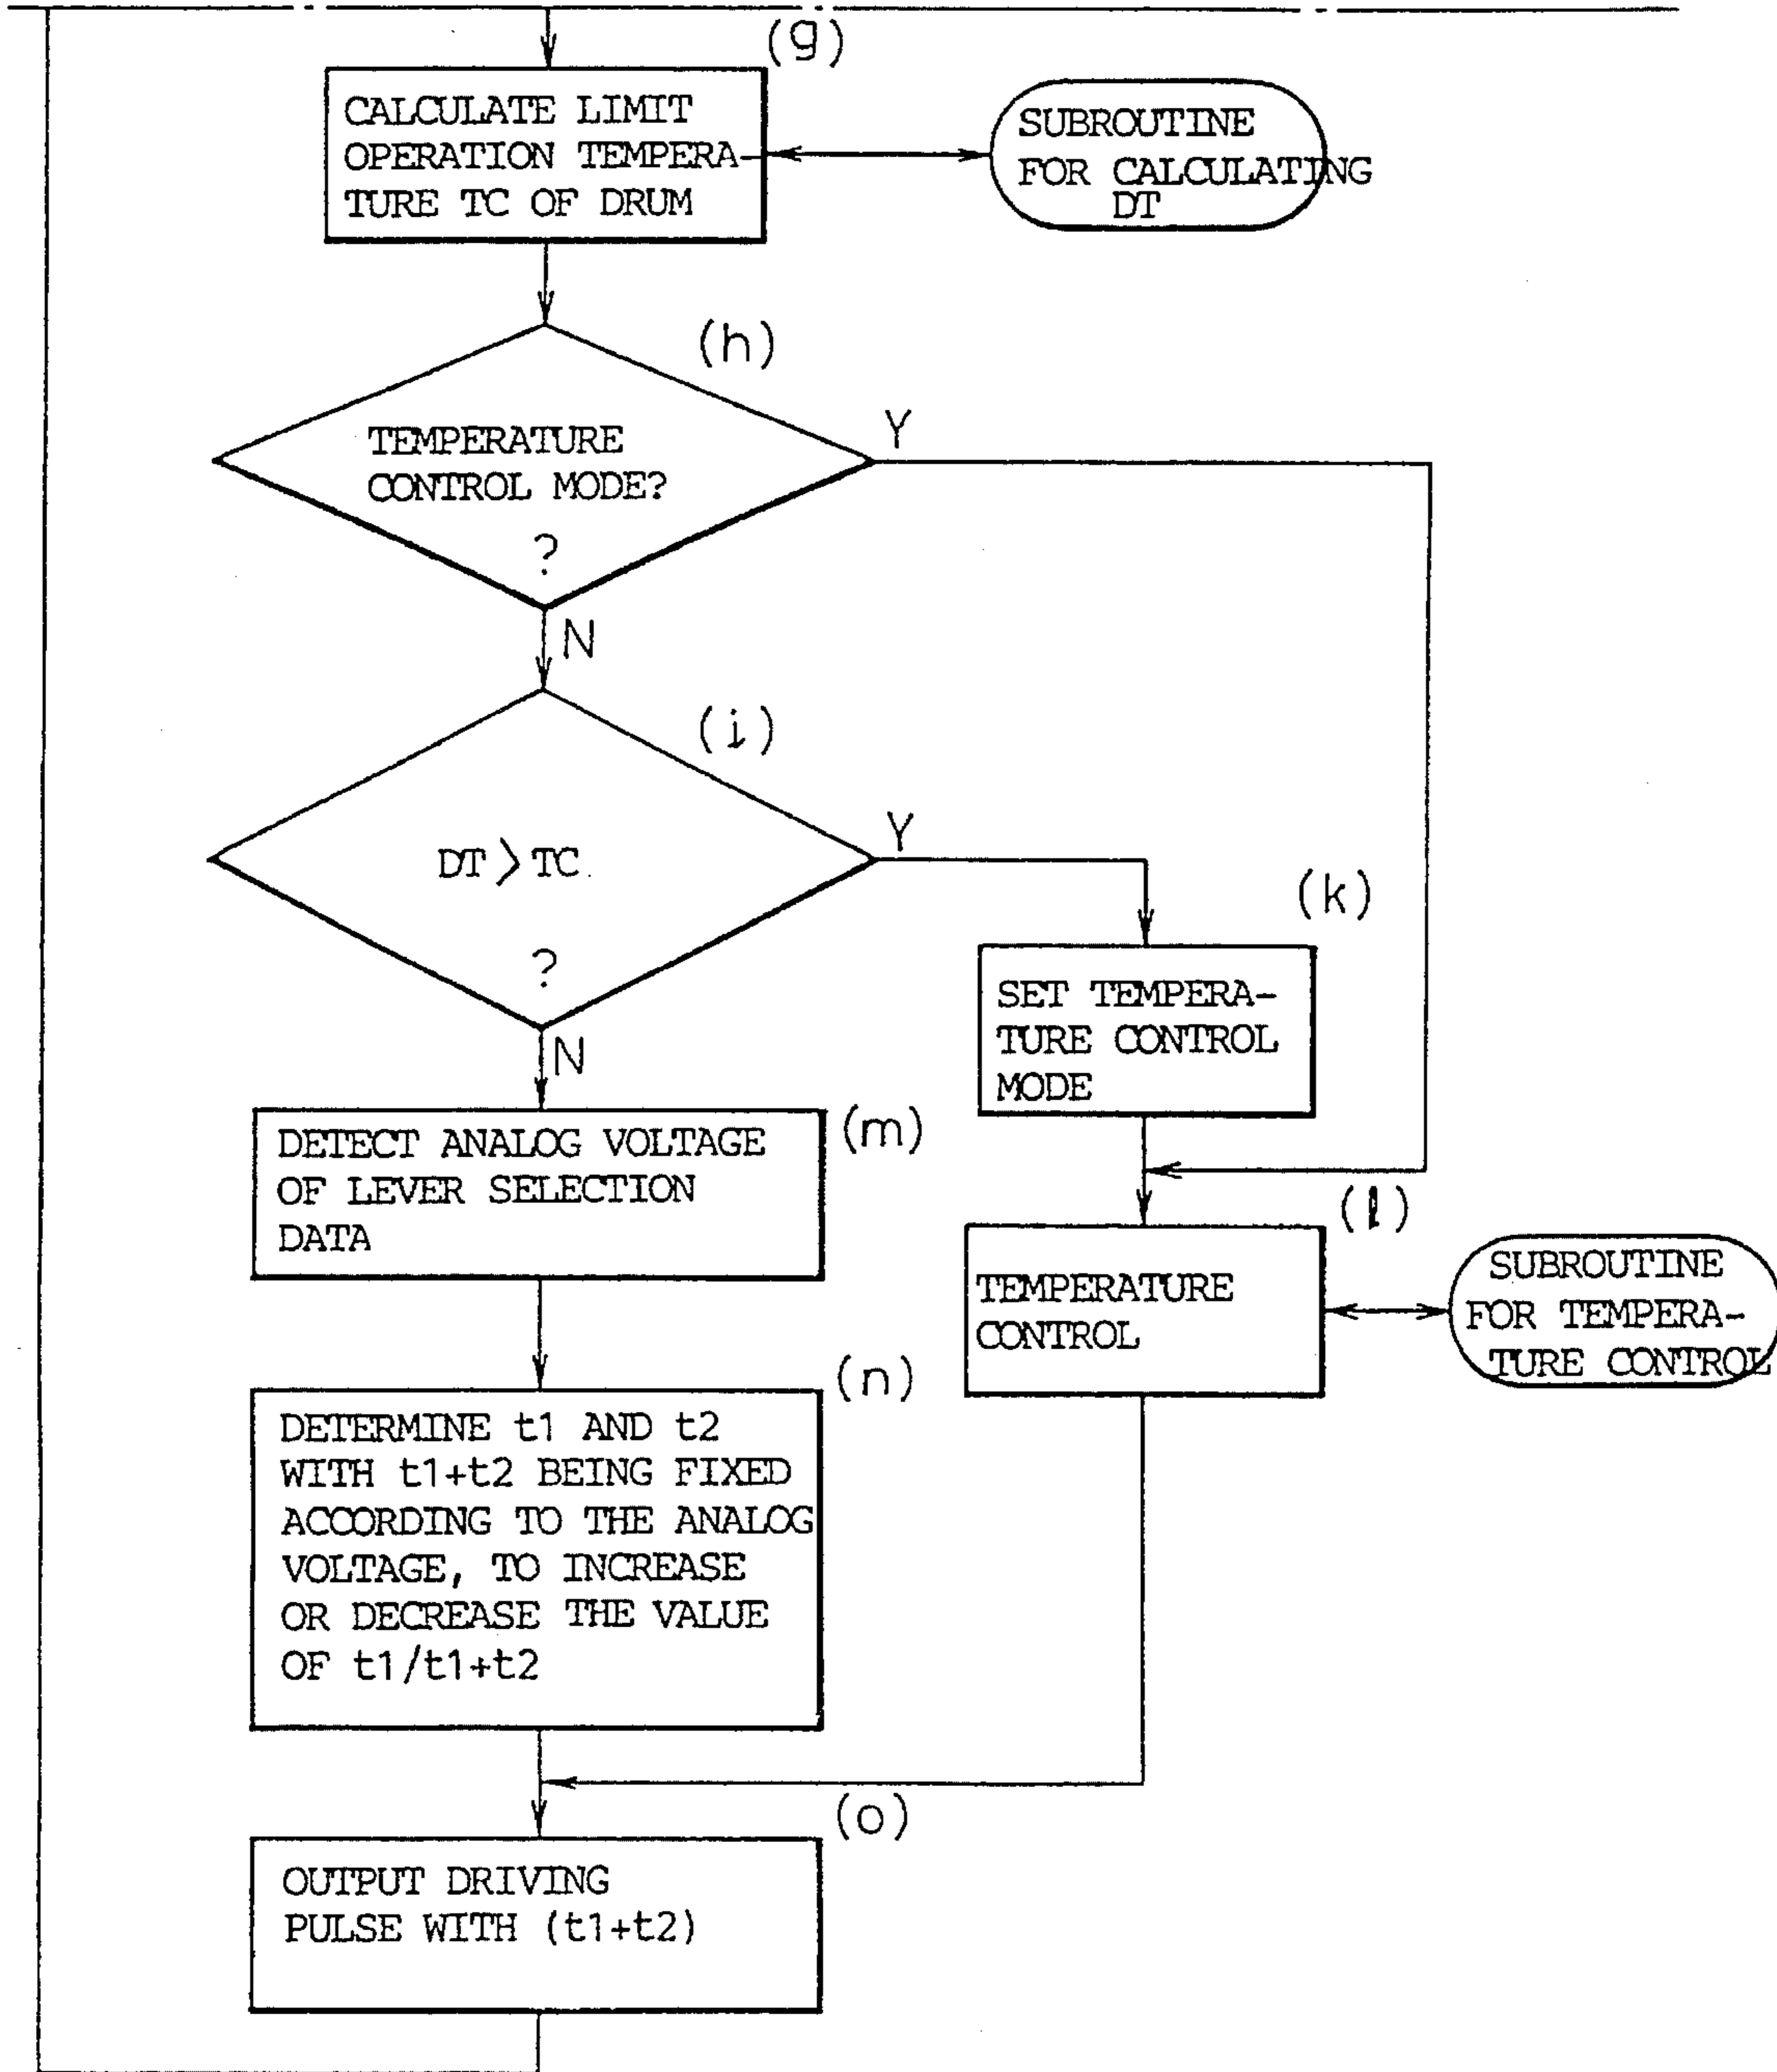 (g)
CALCULATE LIMIT
OPERATION TEMPERA-
TURE TC OF DRUM
SUBROUTINE
FOR CALCULATING
DT
(h)
TEMPERATURE
CONTROL MODE?
?
Y
N
(i)
DT > TC
?
Y
N
(k)
SET TEMPERA-
TURE CONTROL
MODE
(m)
DETECT ANALOG VOLTAGE
OF LEVER SELECTION
DATA
(l)
TEMPERATURE
CONTROL
SUBROUTINE
FOR TEMPERA-
TURE CONTROL
(n)
DETERMINE t1 AND t2
WITH t1+t2 BEING FIXED
ACCORDING TO THE ANALOG
VOLTAGE, TO INCREASE
OR DECREASE THE VALUE
OF t1/t1+t2
(o)
OUTPUT DRIVING
PULSE WITH (t1+t2)